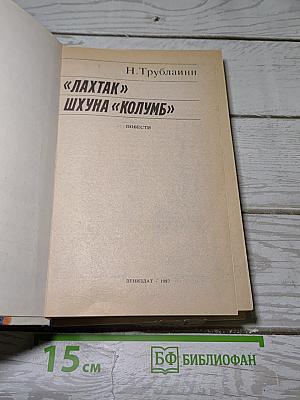 Н. Трублаини
«ЛАХТАК»
ШХУНА «КОЛУМБ»
ПОВЕСТИ
ЛЕНИЗДАТ · 1987
15 см
БФ БИБЛИОФАН